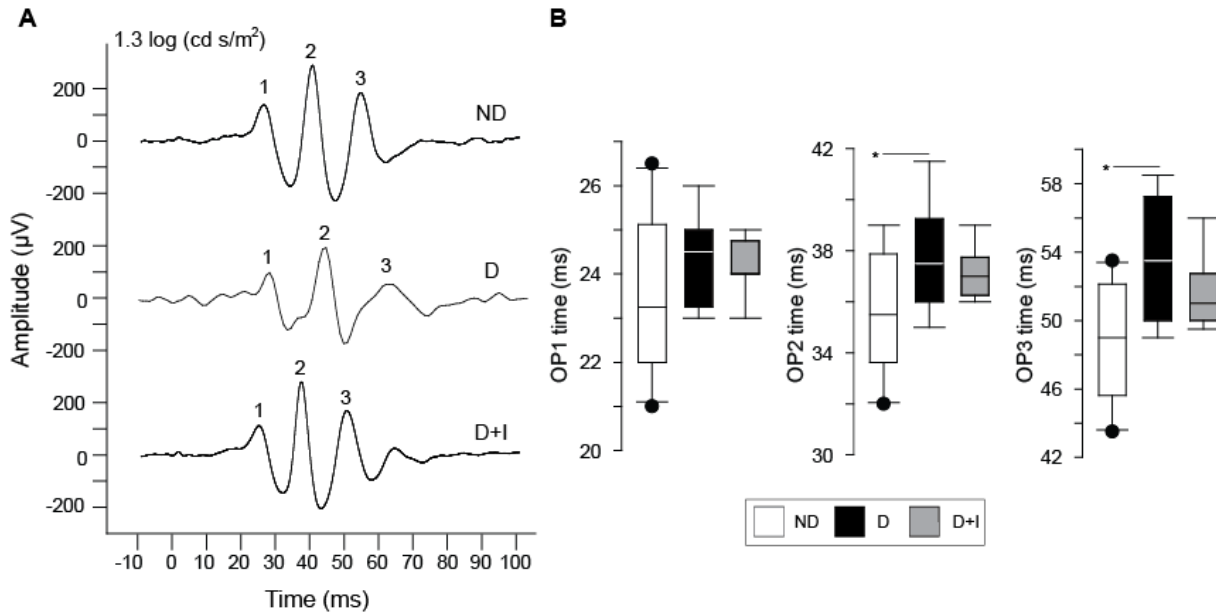 A
1.3 log (cd s/m²)
Amplitude (µV)
200
0
-200
200
0
-200
200
0
-200
1
2
3
ND
1
2
3
D
1
2
3
D+I
-10 0 10 20 30 40 50 60 70 80 90 100
Time (ms)
B
OP1 time (ms)
26
24
22
20
OP2 time (ms)
42
38
34
30
*
OP3 time (ms)
58
54
50
46
42
*
ND D D+I